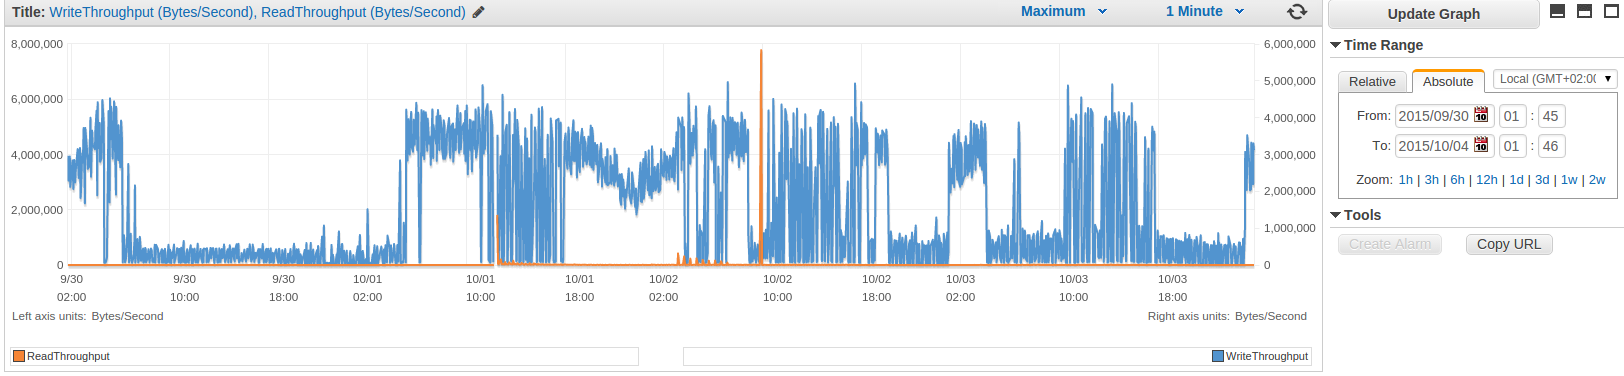 Title: WriteThroughput (Bytes/Second), ReadThroughput (Bytes/Second)
Maximum
1 Minute
8,000,000
6,000,000
4,000,000
2,000,000
0
6,000,000
5,000,000
4,000,000
3,000,000
2,000,000
1,000,000
0
9/30 9/30 9/30 10/01 10/01 10/01 10/02 10/02 10/02 10/03 10/03 10/03
02:00 10:00 18:00 02:00 10:00 18:00 02:00 10:00 18:00 02:00 10:00 18:00
Left axis units: Bytes/Second
Right axis units: Bytes/Second
ReadThroughput
WriteThroughput
Update Graph
Time Range
Relative
Absolute
Local (GMT+02:00
From: 2015/09/30 10 01 : 45
To: 2015/10/04 10 01 : 46
Zoom: 1h | 3h | 6h | 12h | 1d | 3d | 1w | 2w
Tools
Create Alarm
Copy URL